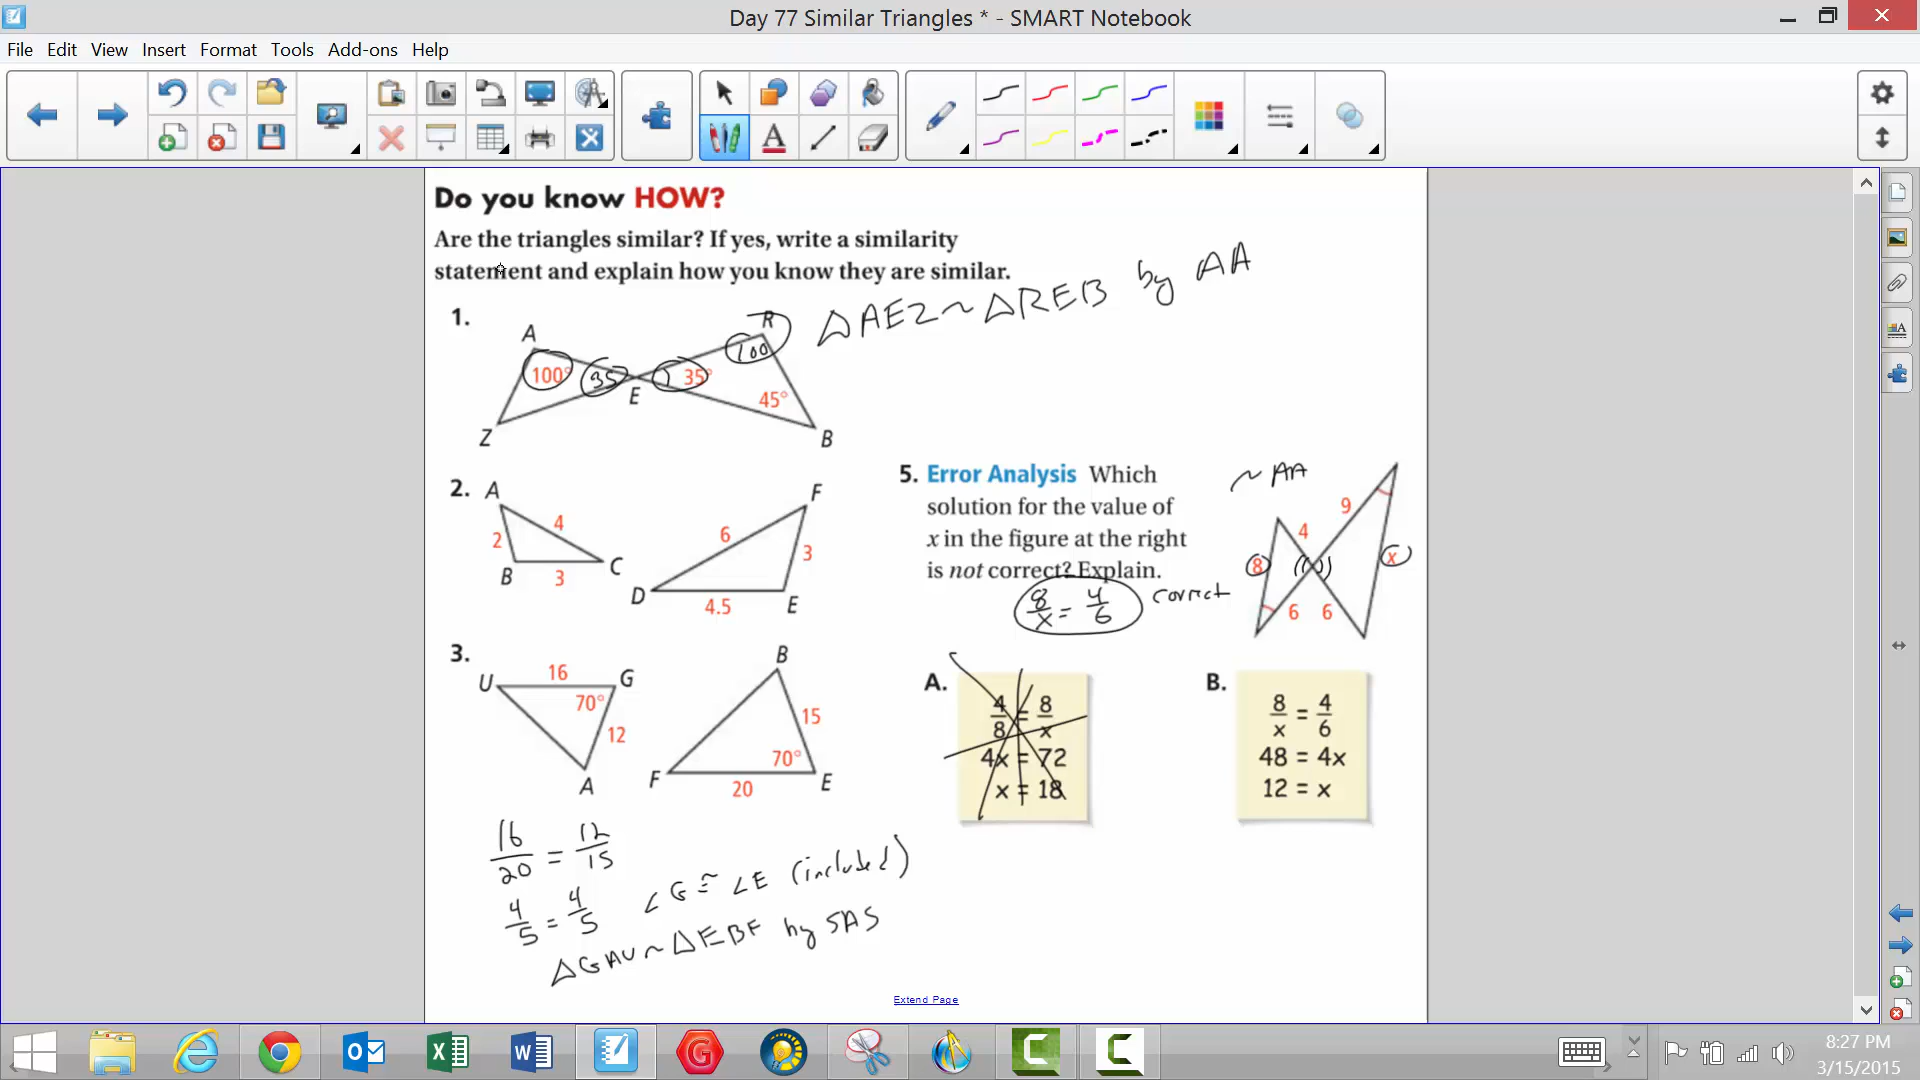 Day 77 Similar Triangles * - SMART Notebook
File Edit View Insert Format Tools Add-ons Help
Do you know HOW?
Are the triangles similar? If yes, write a similarity
statement and explain how you know they are similar.
1.
A
R
100°
35
35°
100
E
45°
Z
B
△AEZ ~ △REB by AA
2.
A
4
2
B
3
C
F
6
3
D
4.5
E
3.
U
16
G
70°
12
A
B
15
70°
F
20
E
16/20 = 12/15
4/5 = 4/5
∠G ≅ ∠E (included)
△GAU ~ △EBF by SAS
5. Error Analysis Which
solution for the value of
x in the figure at the right
is not correct? Explain.
8/x = 4/6 correct
~ AA
9
4
8
x
6
6
A.
4/8 = 8/x
4x = 72
x = 18
B.
8/x = 4/6
48 = 4x
12 = x
Extend Page
8:27 PM
3/15/2015